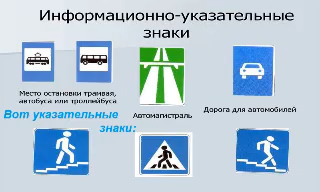 Информационно-указательные
знаки
Место остановки трамвая,
автобуса или троллейбуса
Автомагистраль
Дорога для автомобилей
Вот указательные
знаки: